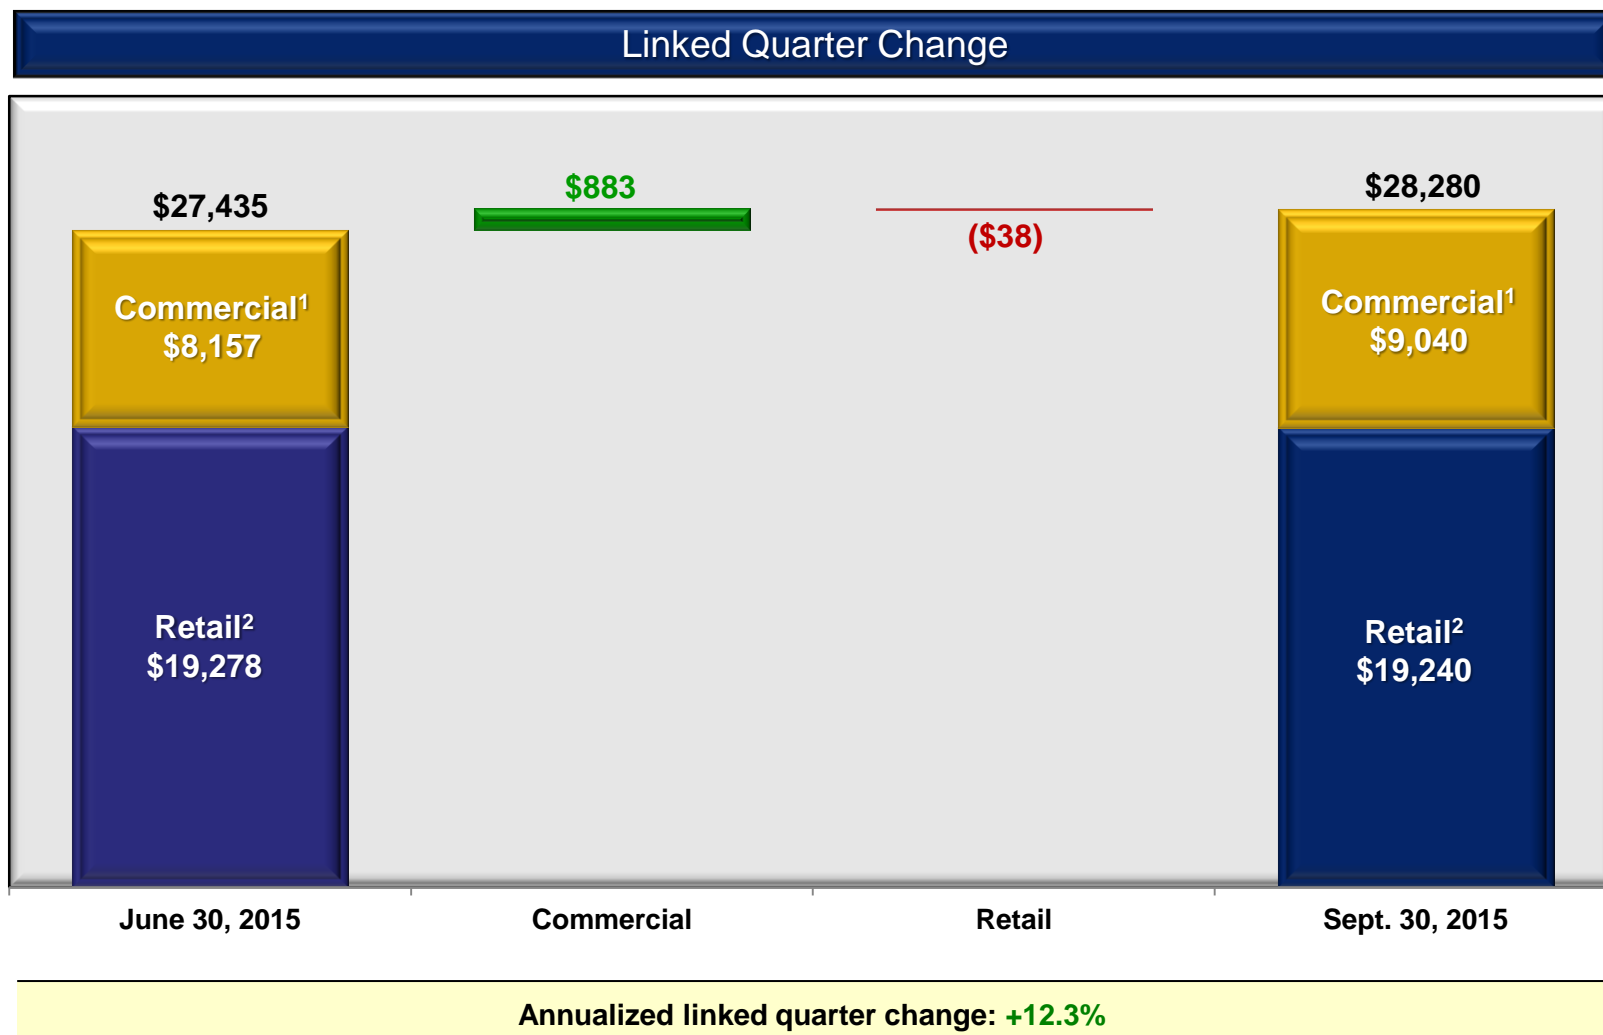 Linked Quarter Change
$27,435
$883
($38)
$28,280
Commercial¹
$8,157
Commercial¹
$9,040
Retail²
$19,278
Retail²
$19,240
June 30, 2015
Commercial
Retail
Sept. 30, 2015
Annualized linked quarter change: +12.3%